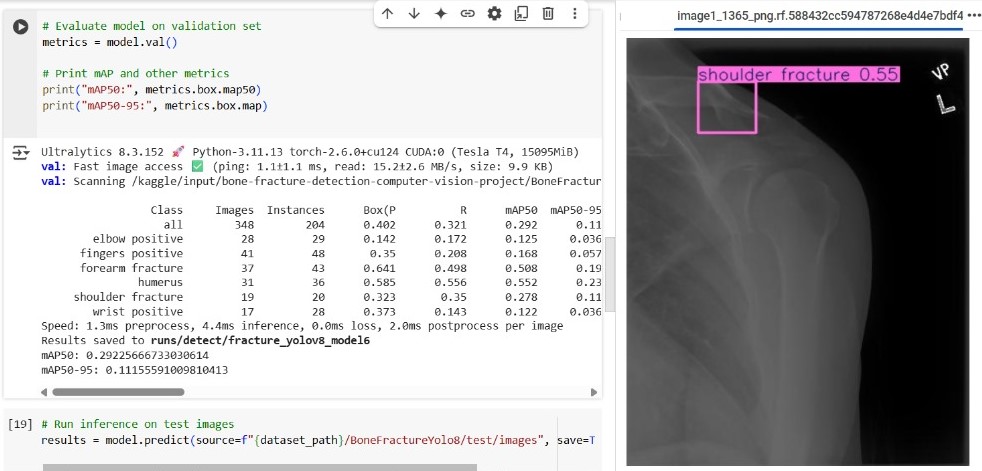 # Evaluate model on validation set
metrics = model.val()
# Print mAP and other metrics
print("mAP50:", metrics.box.map50)
print("mAP50-95:", metrics.box.map)
Ultralytics 8.3.152 🚀 Python-3.11.13 torch-2.6.0+cu124 CUDA:0 (Tesla T4, 15095MiB)
val: Fast image access ✅ (ping: 1.1±1.1 ms, read: 15.2±2.6 MB/s, size: 9.9 KB)
val: Scanning /kaggle/input/bone-fracture-detection-computer-vision-project/BoneFractur
Class Images Instances Box(P R mAP50 mAP50-95
all 348 204 0.402 0.321 0.292 0.11
elbow positive 28 29 0.142 0.172 0.125 0.036
fingers positive 41 48 0.35 0.208 0.168 0.057
forearm fracture 37 43 0.641 0.498 0.508 0.19
humerus 31 36 0.585 0.556 0.552 0.23
shoulder fracture 19 20 0.323 0.35 0.278 0.11
wrist positive 17 28 0.373 0.143 0.122 0.036
Speed: 1.3ms preprocess, 4.4ms inference, 0.0ms loss, 2.0ms postprocess per image
Results saved to runs/detect/fracture_yolov8_model6
mAP50: 0.29225666733030614
mAP50-95: 0.11155591009810413
[19] # Run inference on test images
results = model.predict(source=f"{dataset_path}/BoneFractureYolo8/test/images", save=T
image1_1365_png.rf.588432cc594787268e4d4e7bdf4
shoulder fracture 0.55
VP
L